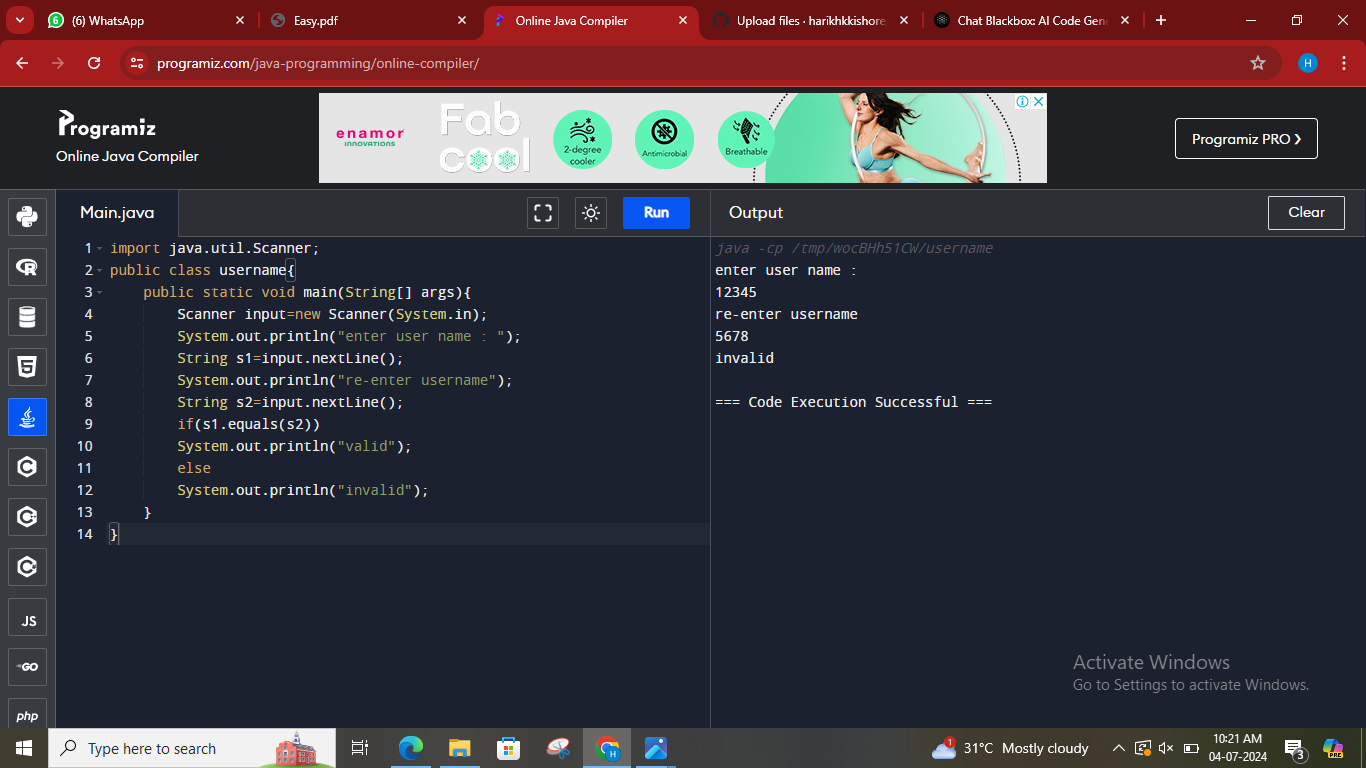 (6) WhatsApp
Easy.pdf
Online Java Compiler
Upload files · harikhkkishore
Chat Blackbox: AI Code Gen
programiz.com/java-programming/online-compiler/
H
Programiz
Online Java Compiler
enamor
INNOVATIONS
Fab
cool
2-degree
cooler
Antimicrobial
Breathable
Programiz PRO
Main.java
Run
Output
Clear
1 import java.util.Scanner;
2 public class username{
3 public static void main(String[] args){
4 Scanner input=new Scanner(System.in);
5 System.out.println("enter user name : ");
6 String s1=input.nextLine();
7 System.out.println("re-enter username");
8 String s2=input.nextLine();
9 if(s1.equals(s2))
10 System.out.println("valid");
11 else
12 System.out.println("invalid");
13 }
14 }
java -cp /tmp/wocBHh51CW/username
enter user name :
12345
re-enter username
5678
invalid
=== Code Execution Successful ===
JS
GO
php
Activate Windows
Go to Settings to activate Windows.
Type here to search
H
1
31°C Mostly cloudy
10:21 AM
04-07-2024
3
PRE